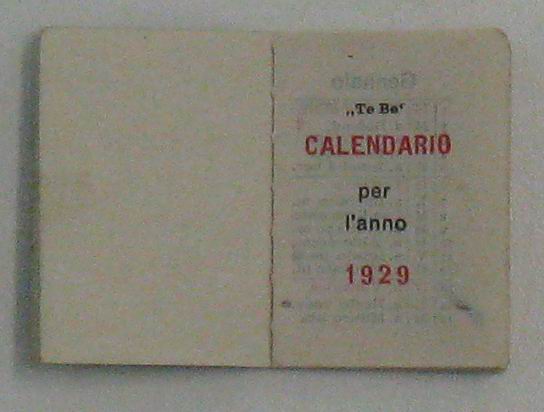 „Te Be‘
CALENDARIO
per
l'anno
1929